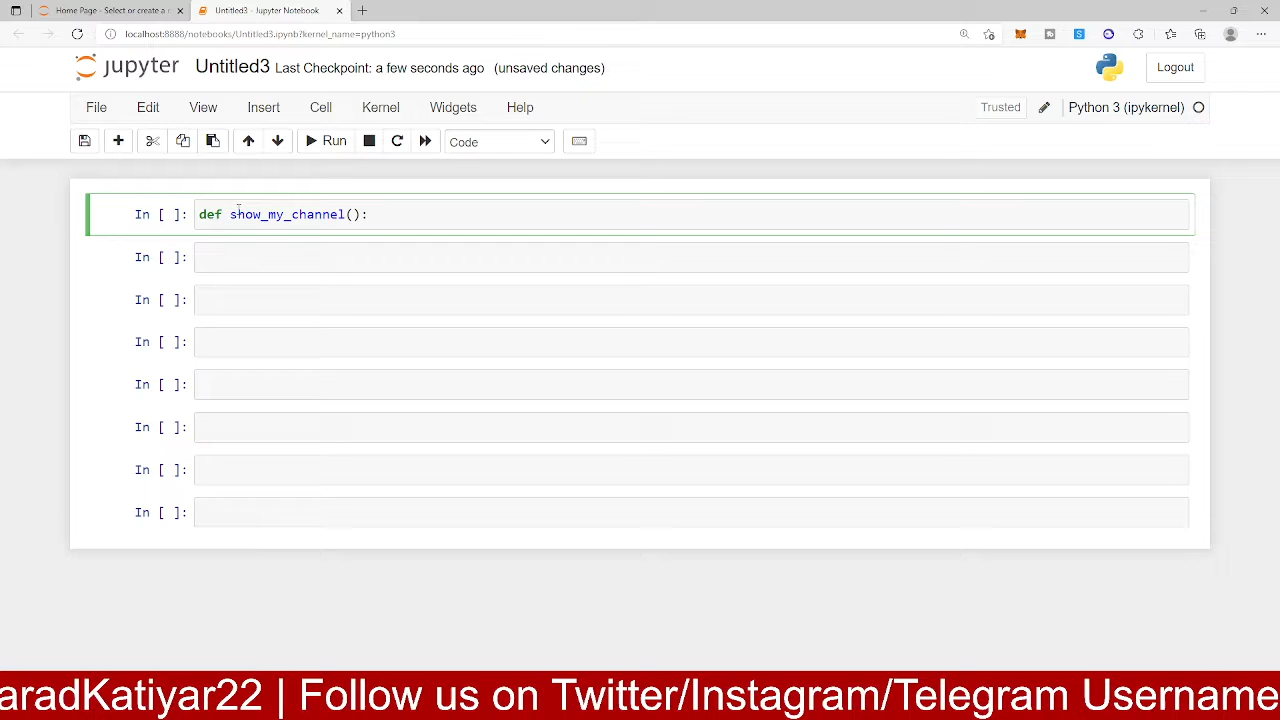 Home Page - Select or create a n
Untitled3 - Jupyter Notebook
localhost:8888/notebooks/Untitled3.ipynb?kernel_name=python3
jupyter Untitled3 Last Checkpoint: a few seconds ago (unsaved changes)
Logout
File Edit View Insert Cell Kernel Widgets Help
Trusted
Python 3 (ipykernel)
Run
Code
In [ ]: def show_my_channel():
In [ ]:
In [ ]:
In [ ]:
In [ ]:
In [ ]:
In [ ]:
In [ ]:
aradKatiyar22 | Follow us on Twitter/Instagram/Telegram Username